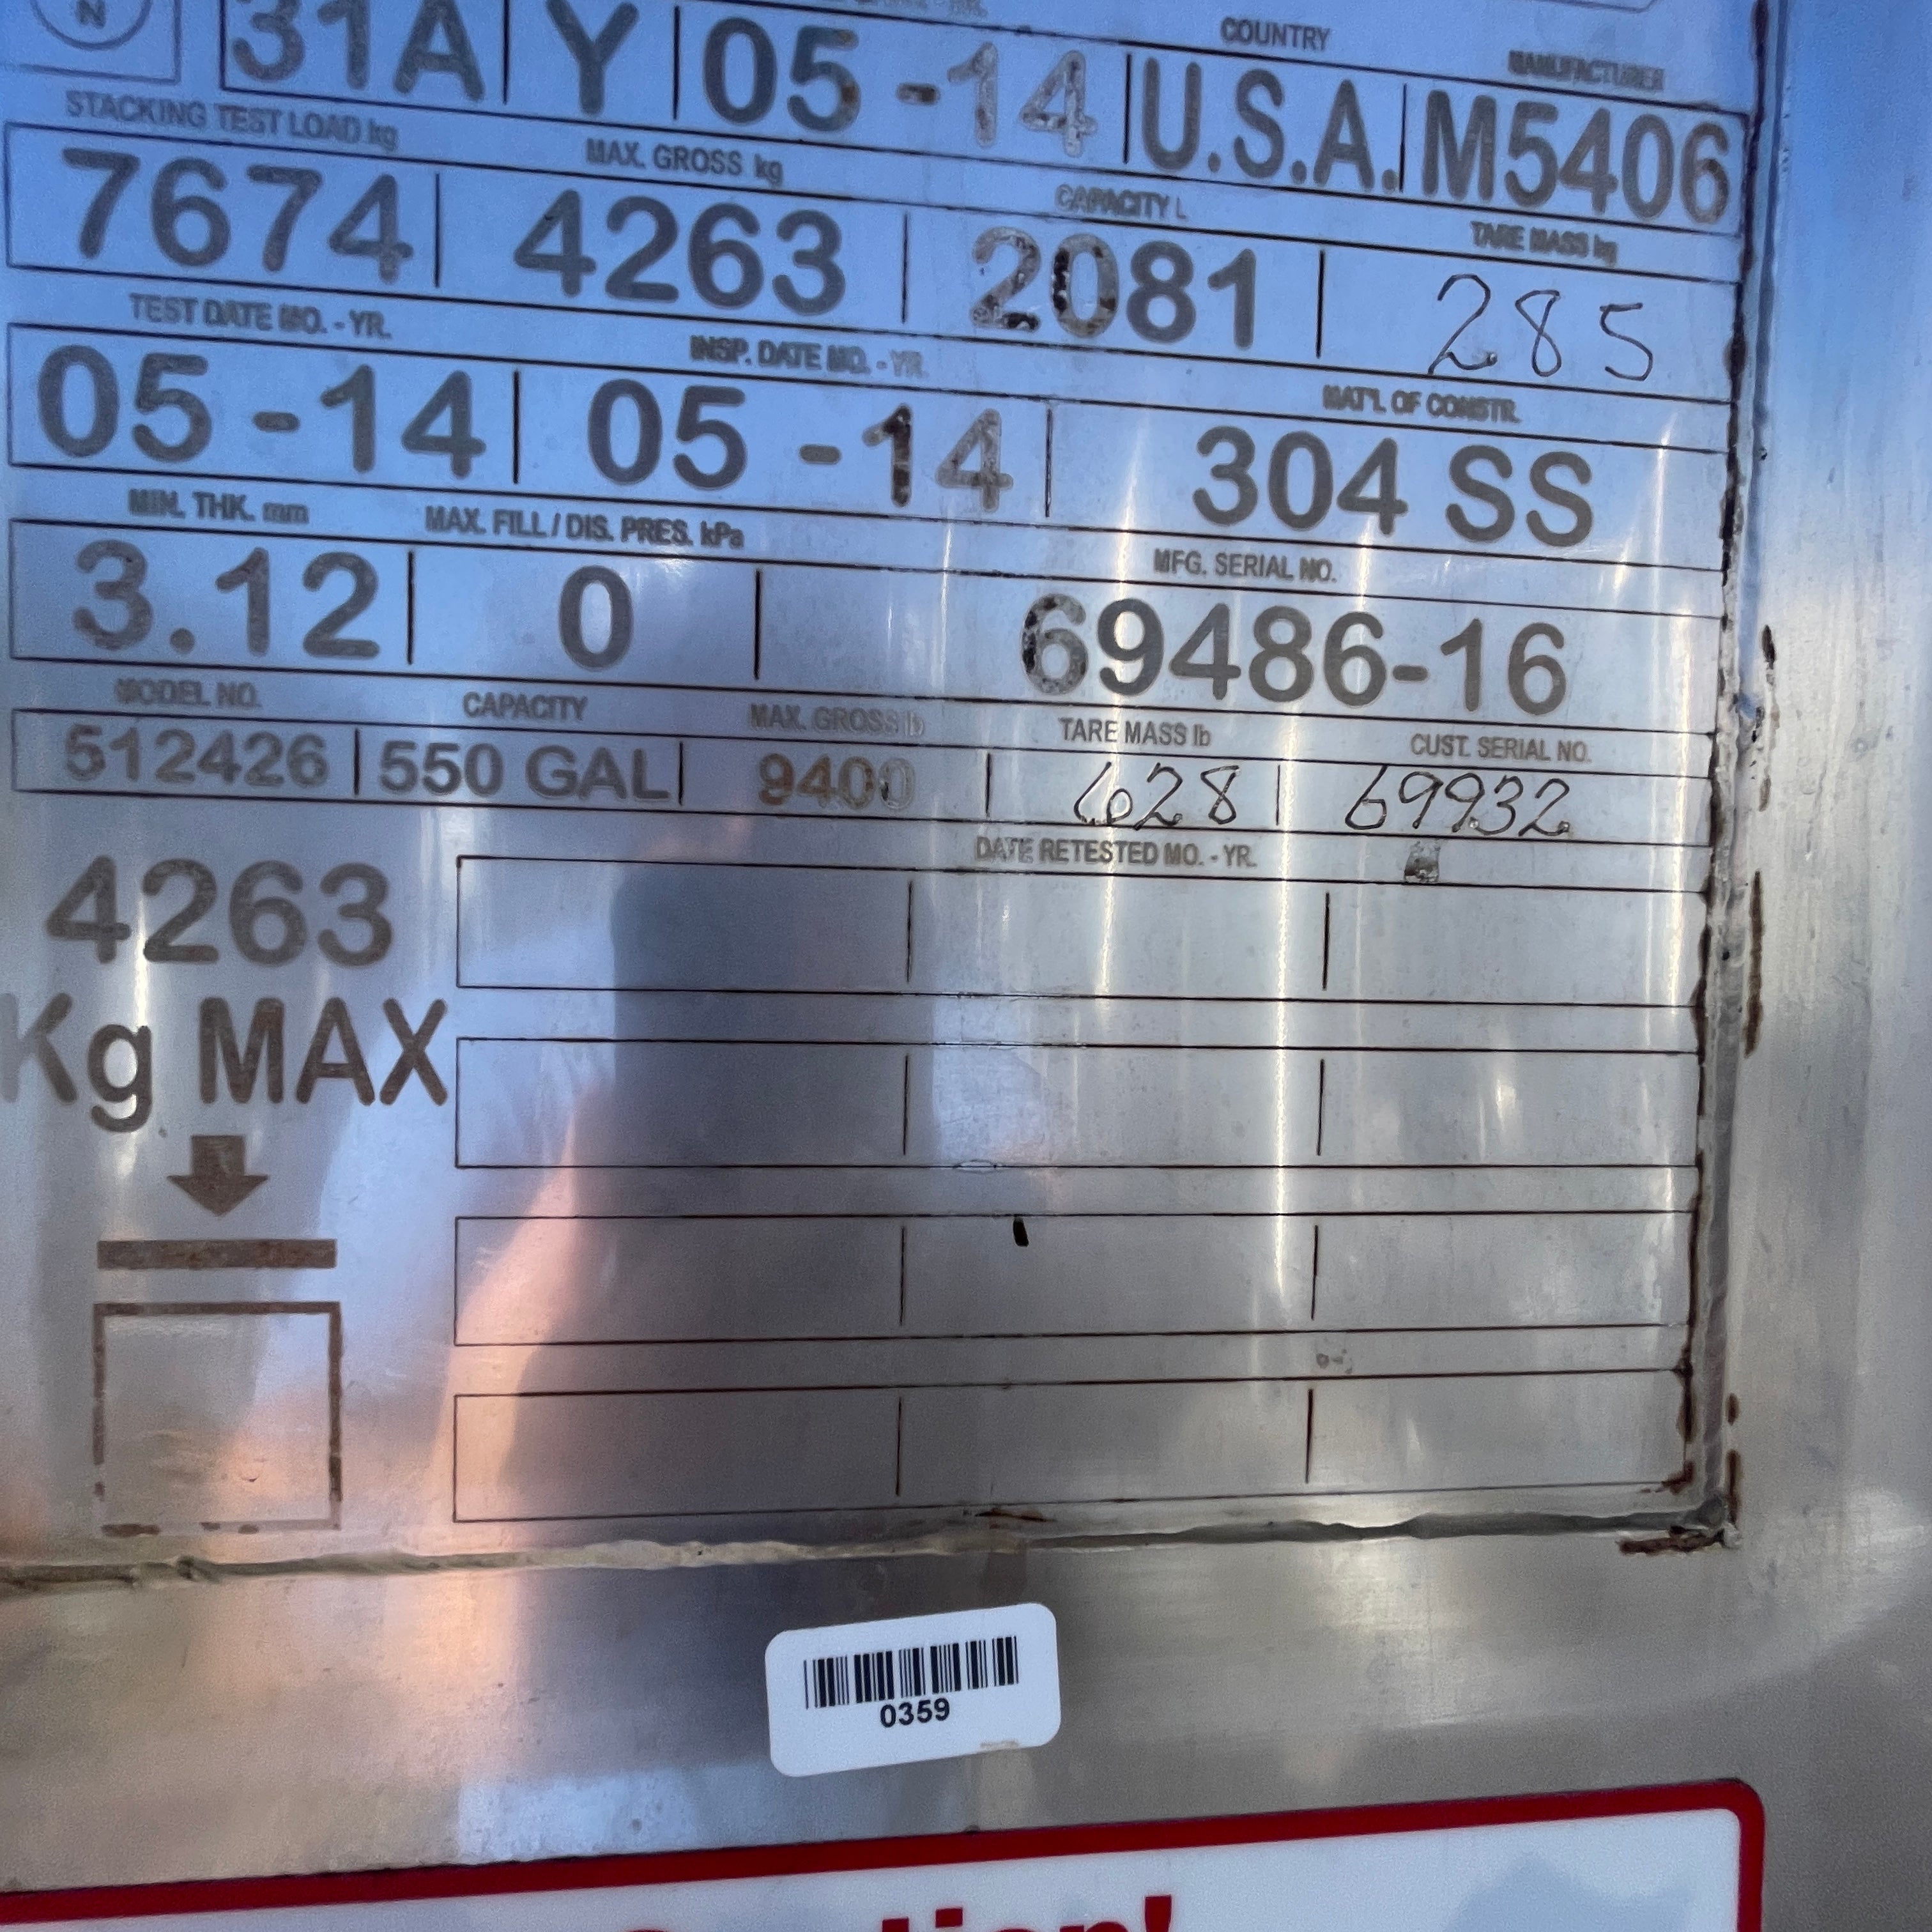 N
31A Y 05-14 U.S.A. M5406
COUNTRY
MANUFACTURER
STACKING TEST LOAD kg
MAX. GROSS kg
CAPACITY L
TARE MASS kg
7674 4263 2081 285
TEST DATE MO. - YR.
INSP. DATE MO. - YR.
MAT'L OF CONSTR.
05-14 05-14 304 SS
MIN. THK. mm
MAX. FILL / DIS. PRES. kPa
MFG. SERIAL NO.
3.12 0 69486-16
MODEL NO.
CAPACITY
MAX. GROSS lb
TARE MASS lb
CUST. SERIAL NO.
512426 550 GAL 9400 628 69932
DATE RETESTED MO. - YR.
4263
Kg MAX
0359